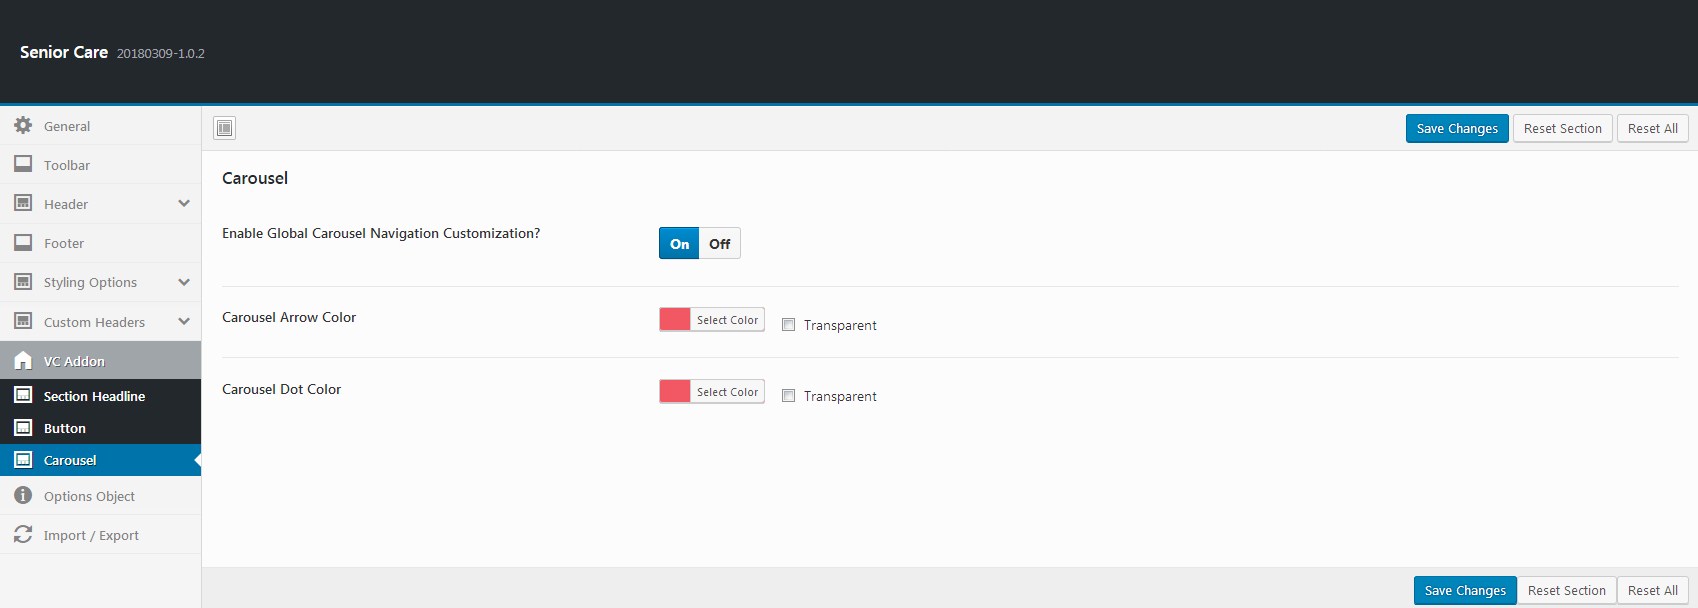 Senior Care 20180309-1.0.2
General
Toolbar
Header
Footer
Styling Options
Custom Headers
VC Addon
Section Headline
Button
Carousel
Options Object
Import / Export
Save Changes Reset Section Reset All
Carousel
Enable Global Carousel Navigation Customization? On Off
Carousel Arrow Color Select Color Transparent
Carousel Dot Color Select Color Transparent
Save Changes Reset Section Reset All